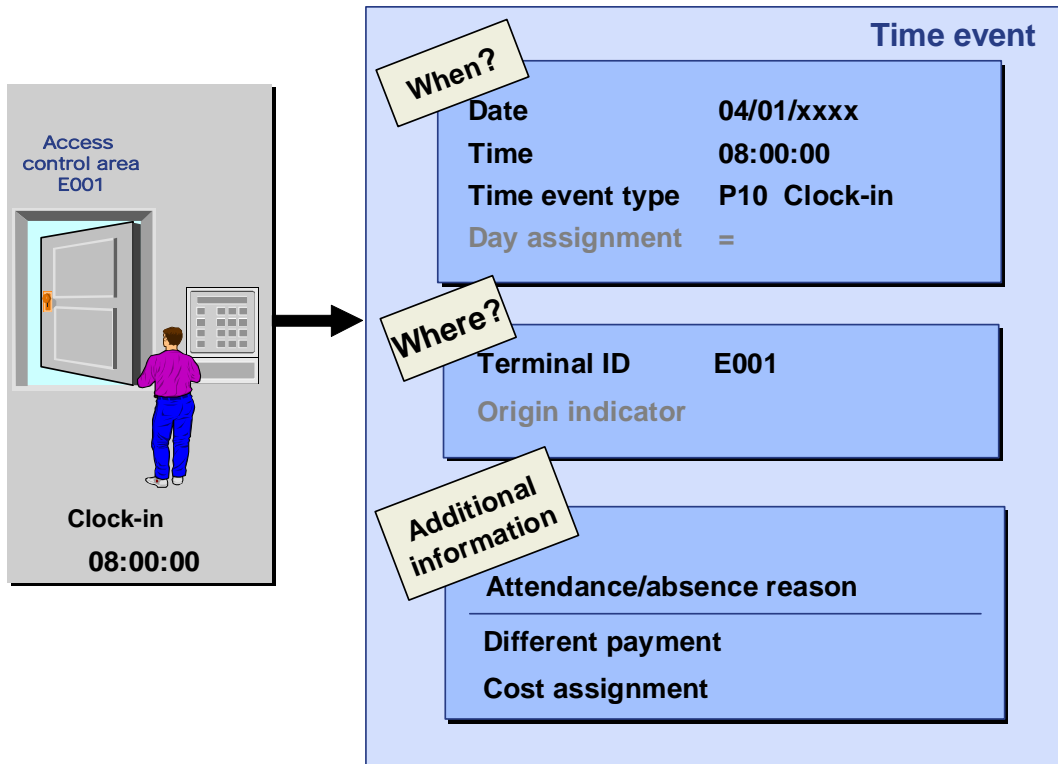 Time event
Access
control area
E001
Clock-in
08:00:00
When?
Date 04/01/xxxx
Time 08:00:00
Time event type P10 Clock-in
Day assignment =
Where?
Terminal ID E001
Origin indicator
Additional
information
Attendance/absence reason
Different payment
Cost assignment